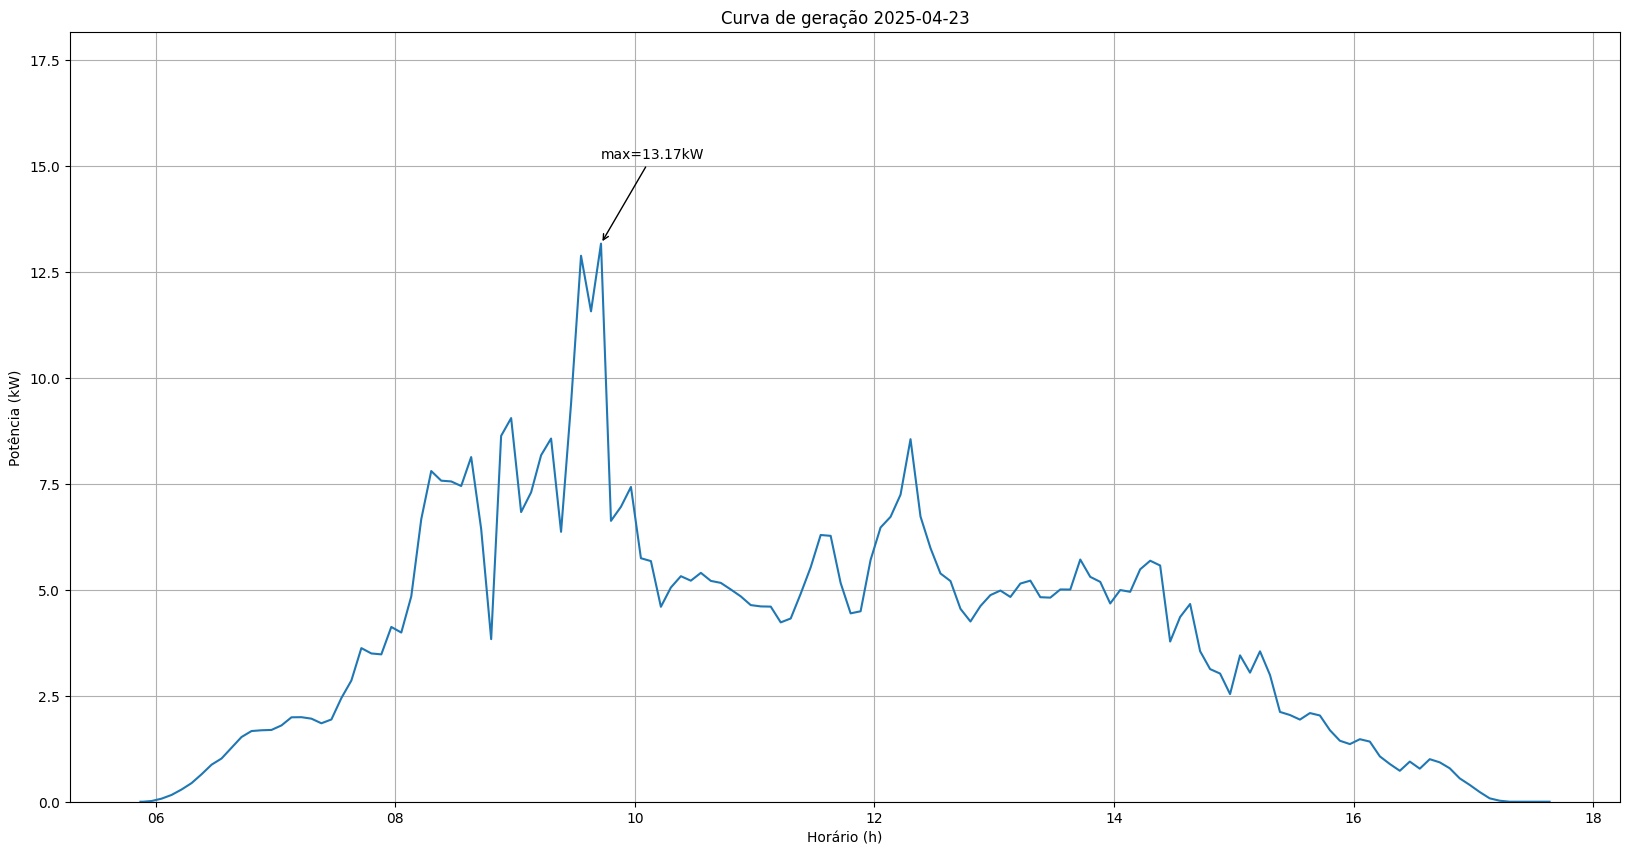 Curva de geração 2025-04-23
17.5
15.0
12.5
10.0
7.5
5.0
2.5
0.0
Potência (kW)
max=13.17kW
06 08 10 12 14 16 18
Horário (h)